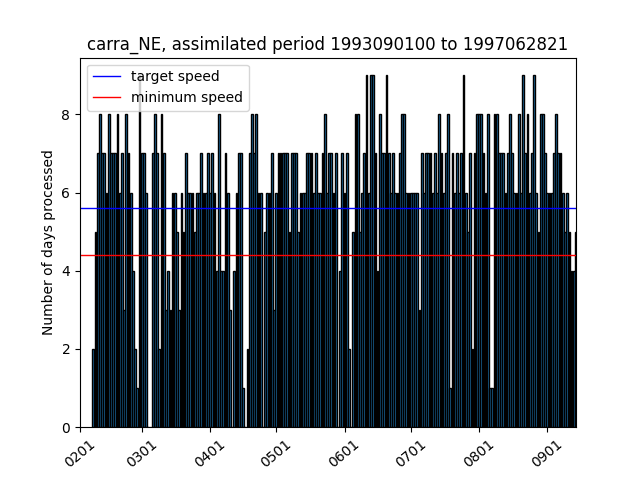 carra_NE, assimilated period 1993090100 to 1997062821
target speed
minimum speed
Number of days processed
8
6
4
2
0
0201 0301 0401 0501 0601 0701 0801 0901